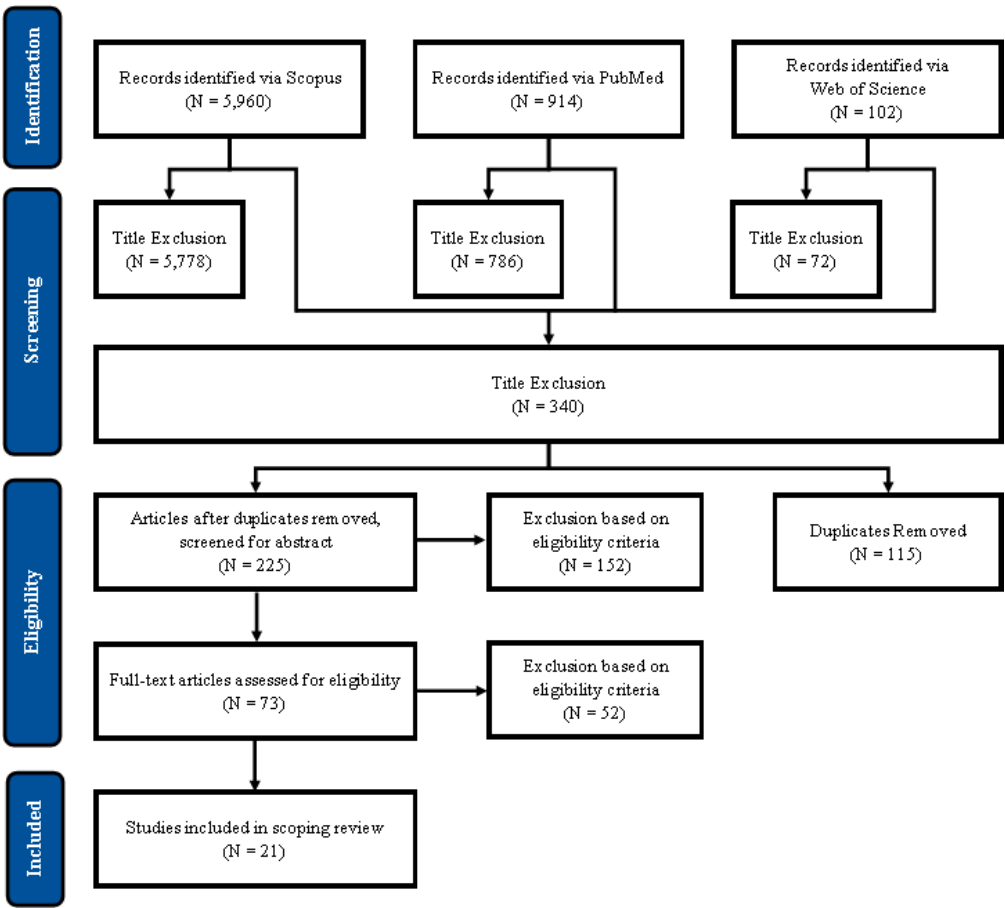 Identification
Records identified via Scopus
(N = 5,960)
Records identified via PubMed
(N = 914)
Records identified via
Web of Science
(N = 102)
Screening
Title Exclusion
(N = 5,778)
Title Exclusion
(N = 786)
Title Exclusion
(N = 72)
Title Exclusion
(N = 340)
Eligibility
Articles after duplicates removed,
screened for abstract
(N = 225)
Exclusion based on
eligibility criteria
(N = 152)
Duplicates Removed
(N = 115)
Full-text articles assessed for eligibility
(N = 73)
Exclusion based on
eligibility criteria
(N = 52)
Included
Studies included in scoping review
(N = 21)